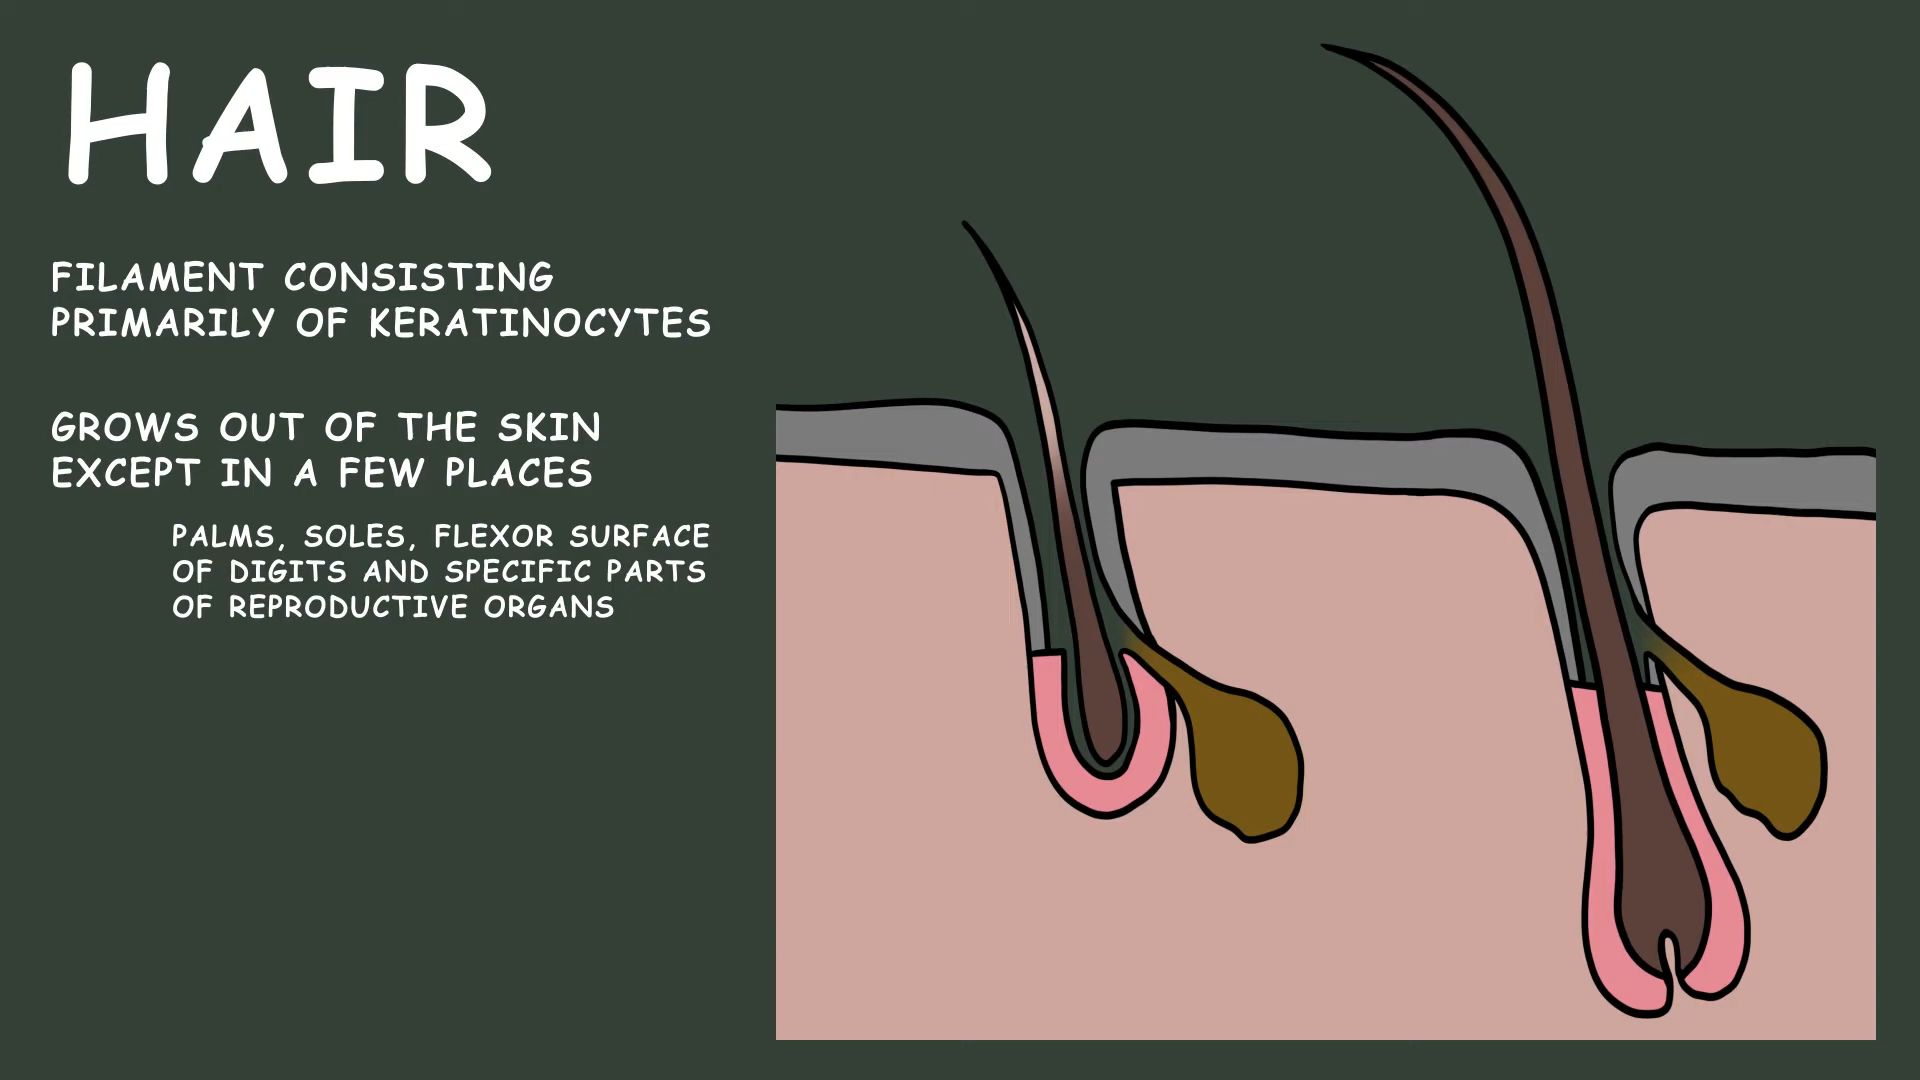 HAIR
FILAMENT CONSISTING
PRIMARILY OF KERATINOCYTES
GROWS OUT OF THE SKIN
EXCEPT IN A FEW PLACES
PALMS, SOLES, FLEXOR SURFACE
OF DIGITS AND SPECIFIC PARTS
OF REPRODUCTIVE ORGANS